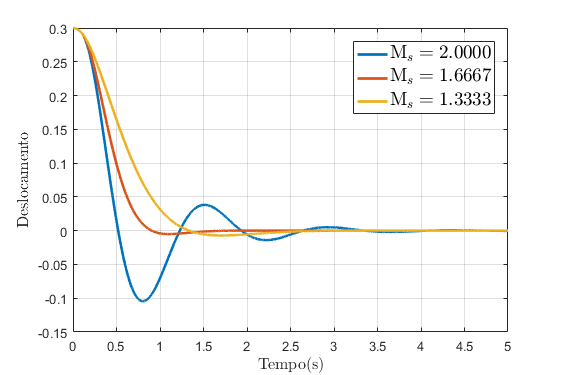 0.3
0.25
0.2
0.15
0.1
0.05
0
-0.05
-0.1
-0.15
Deslocamento
M_s = 2.0000
M_s = 1.6667
M_s = 1.3333
0 0.5 1 1.5 2 2.5 3 3.5 4 4.5 5
Tempo(s)